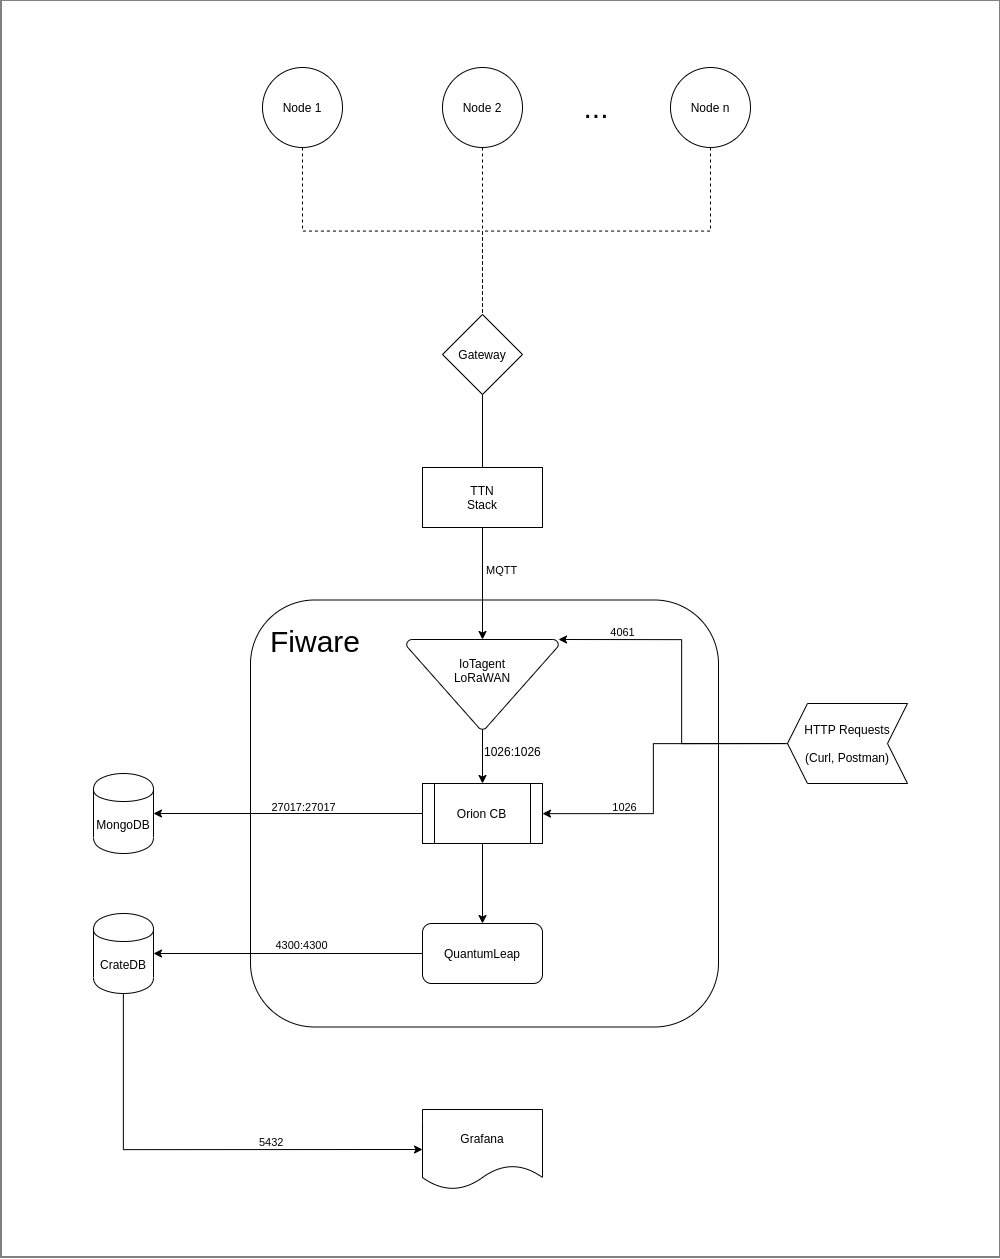 Node 1
Node 2
...
Node n
Gateway
TTN
Stack
MQTT
Fiware
4061
IoTagent
LoRaWAN
HTTP Requests
(Curl, Postman)
1026:1026
27017:27017
Orion CB
1026
MongoDB
4300:4300
QuantumLeap
CrateDB
5432
Grafana